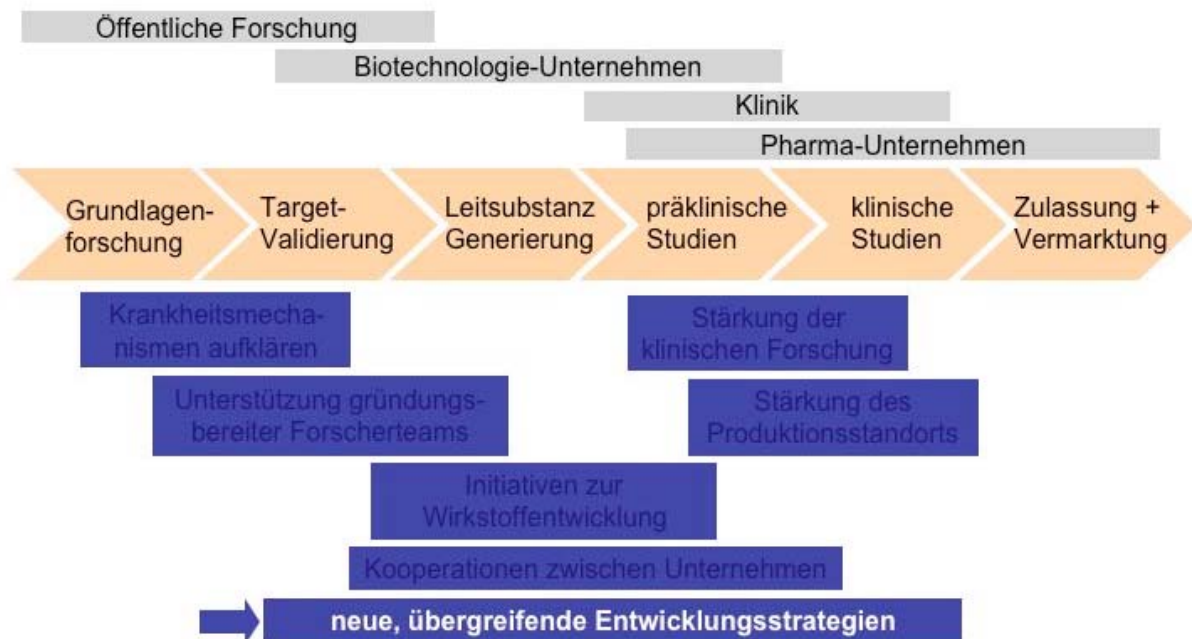 Öffentliche Forschung
Biotechnologie-Unternehmen
Klinik
Pharma-Unternehmen
Grundlagen-
forschung
Target-
Validierung
Leitsubstanz
Generierung
präklinische
Studien
klinische
Studien
Zulassung +
Vermarktung
Krankheitsmecha-
nismen aufklären
Stärkung der
klinischen Forschung
Unterstützung gründungs-
bereiter Forscherteams
Stärkung des
Produktionsstandorts
Initiativen zur
Wirkstoffentwicklung
Kooperationen zwischen Unternehmen
neue, übergreifende Entwicklungsstrategien